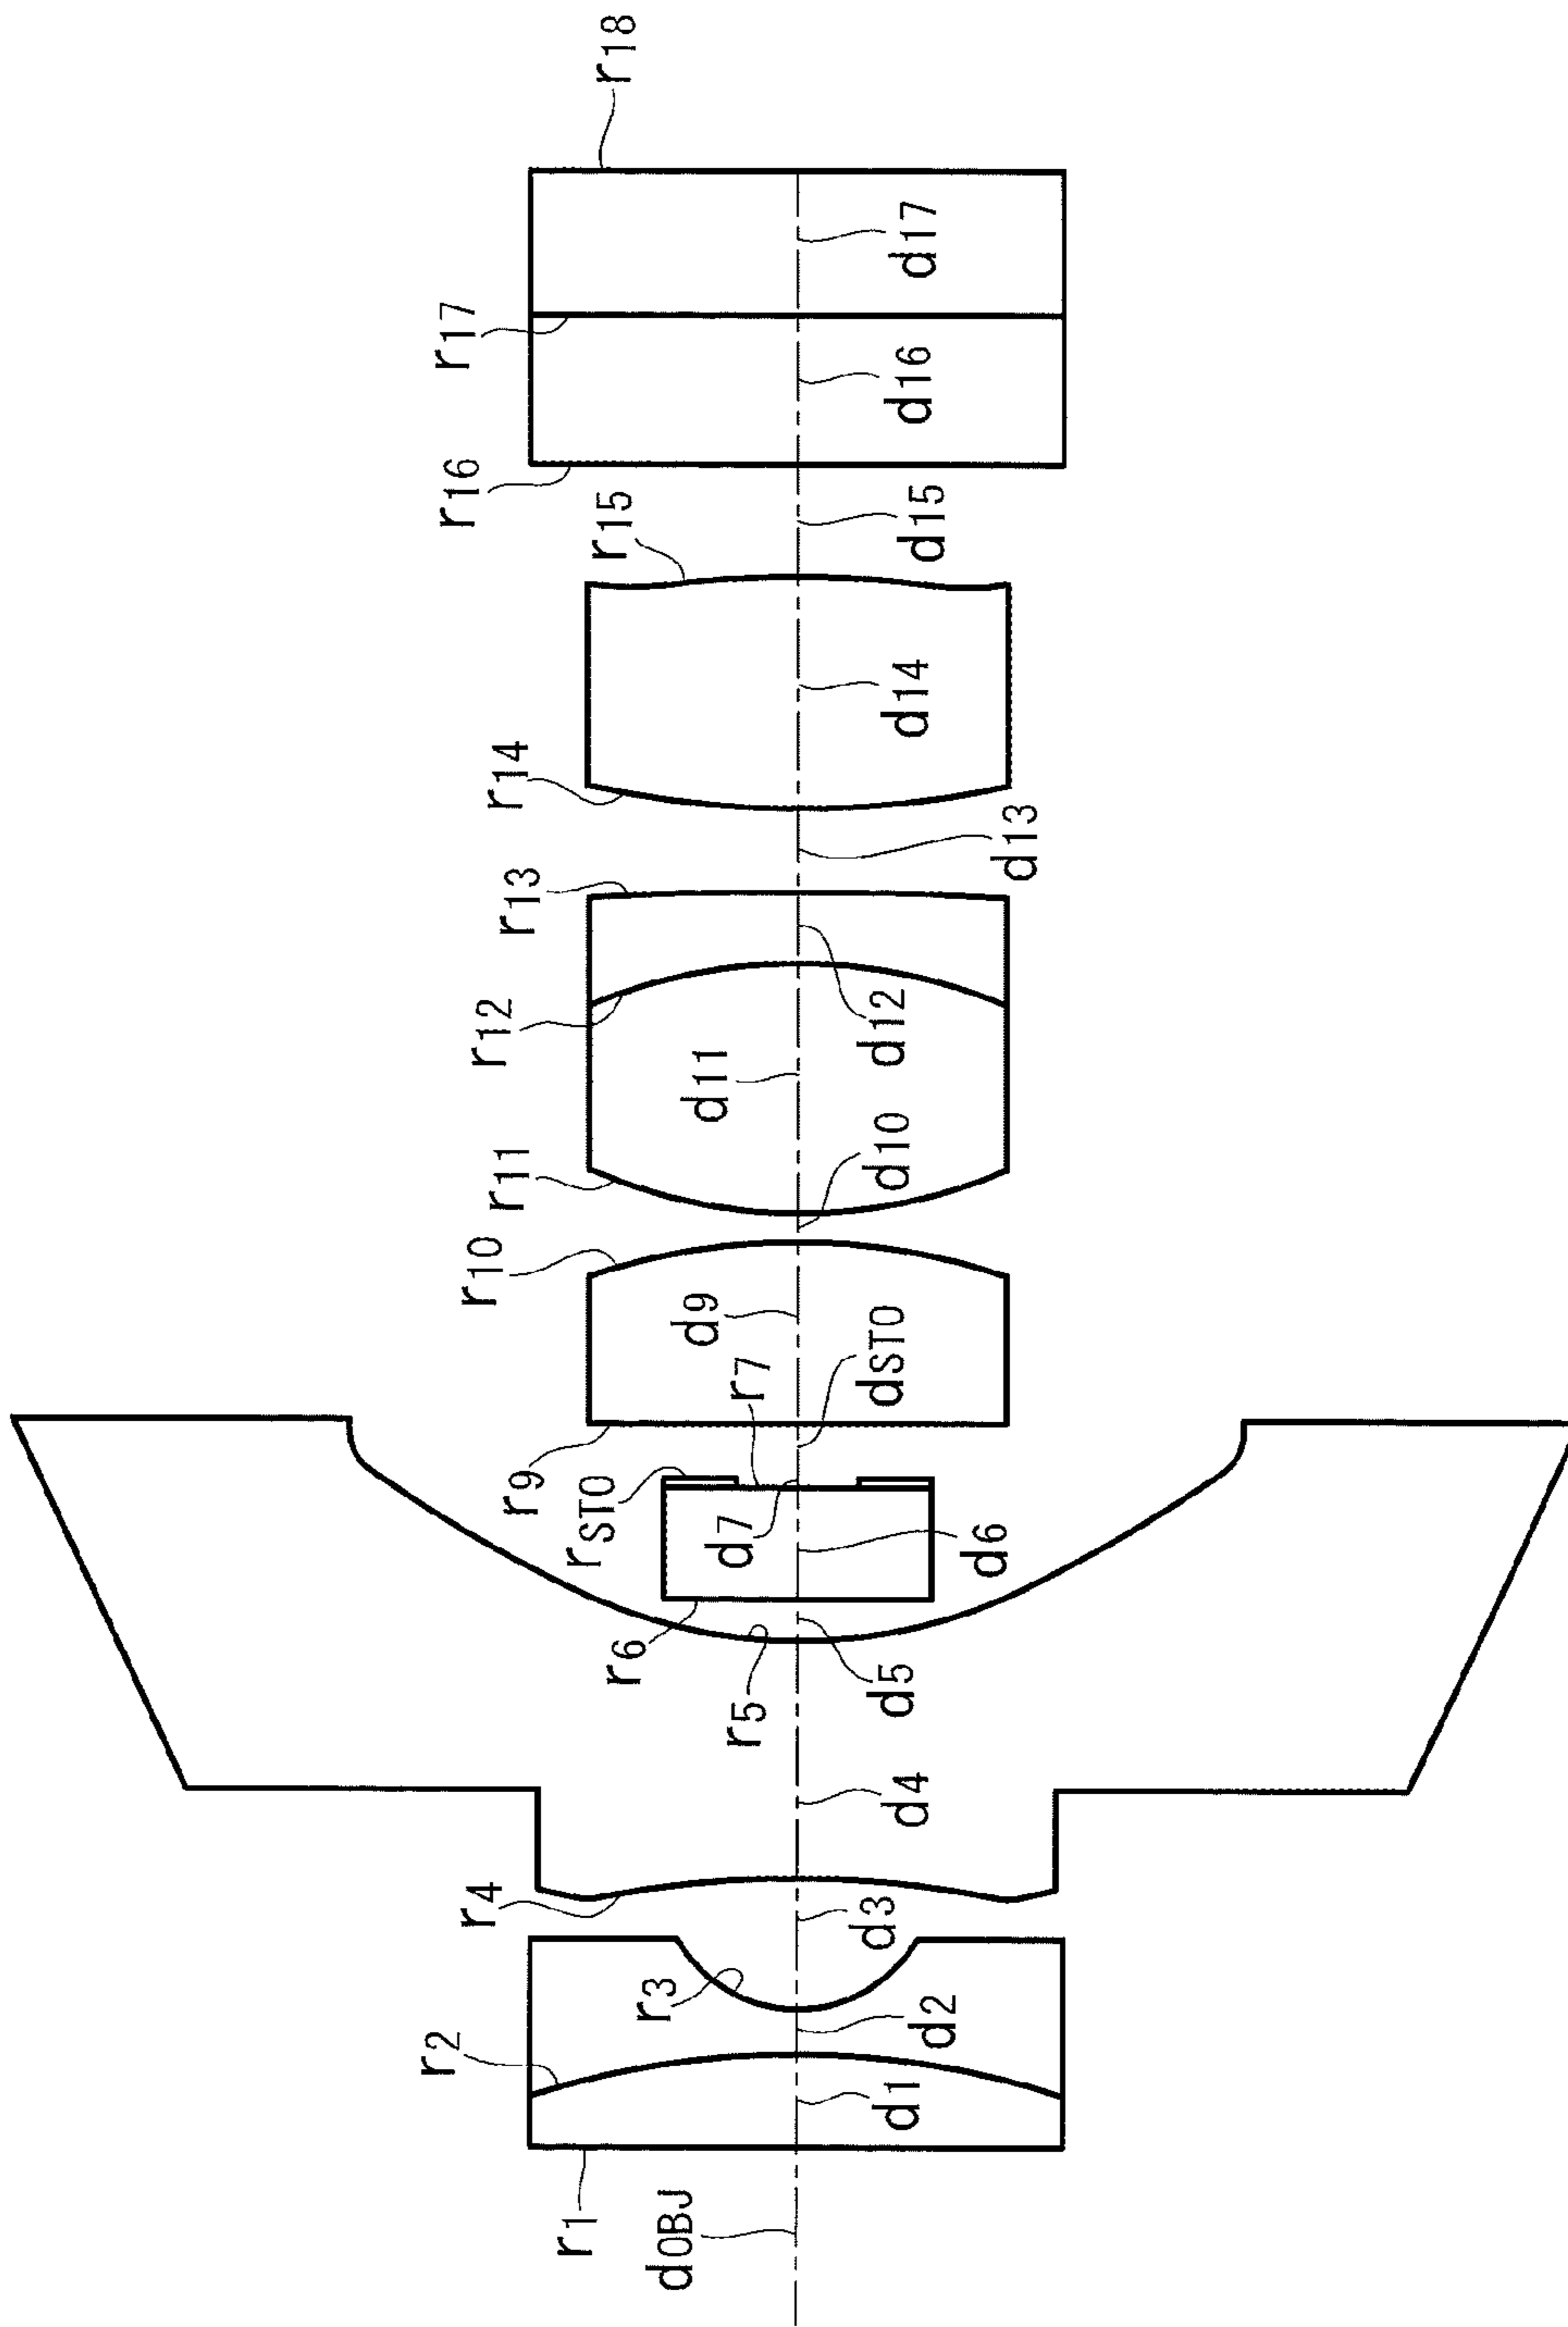 r1
r2
r3
r4
r5
r6
r9
rSTO
r7
r10
r11
r12
r13
r14
r15
r16
r17
r18
dOBJ
d1
d2
d3
d4
d5
d6
d7
dSTO
d9
d10
d11
d12
d13
d14
d15
d16
d17